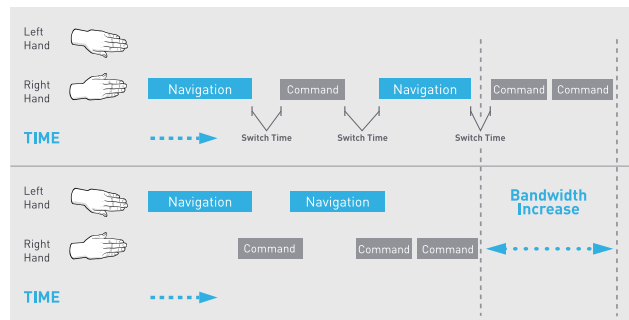 Left
Hand
Right
Hand
Navigation
Command
Navigation
Command
Command
Switch Time
Switch Time
Switch Time
TIME
Left
Hand
Navigation
Navigation
Bandwidth
Increase
Right
Hand
Command
Command
Command
TIME